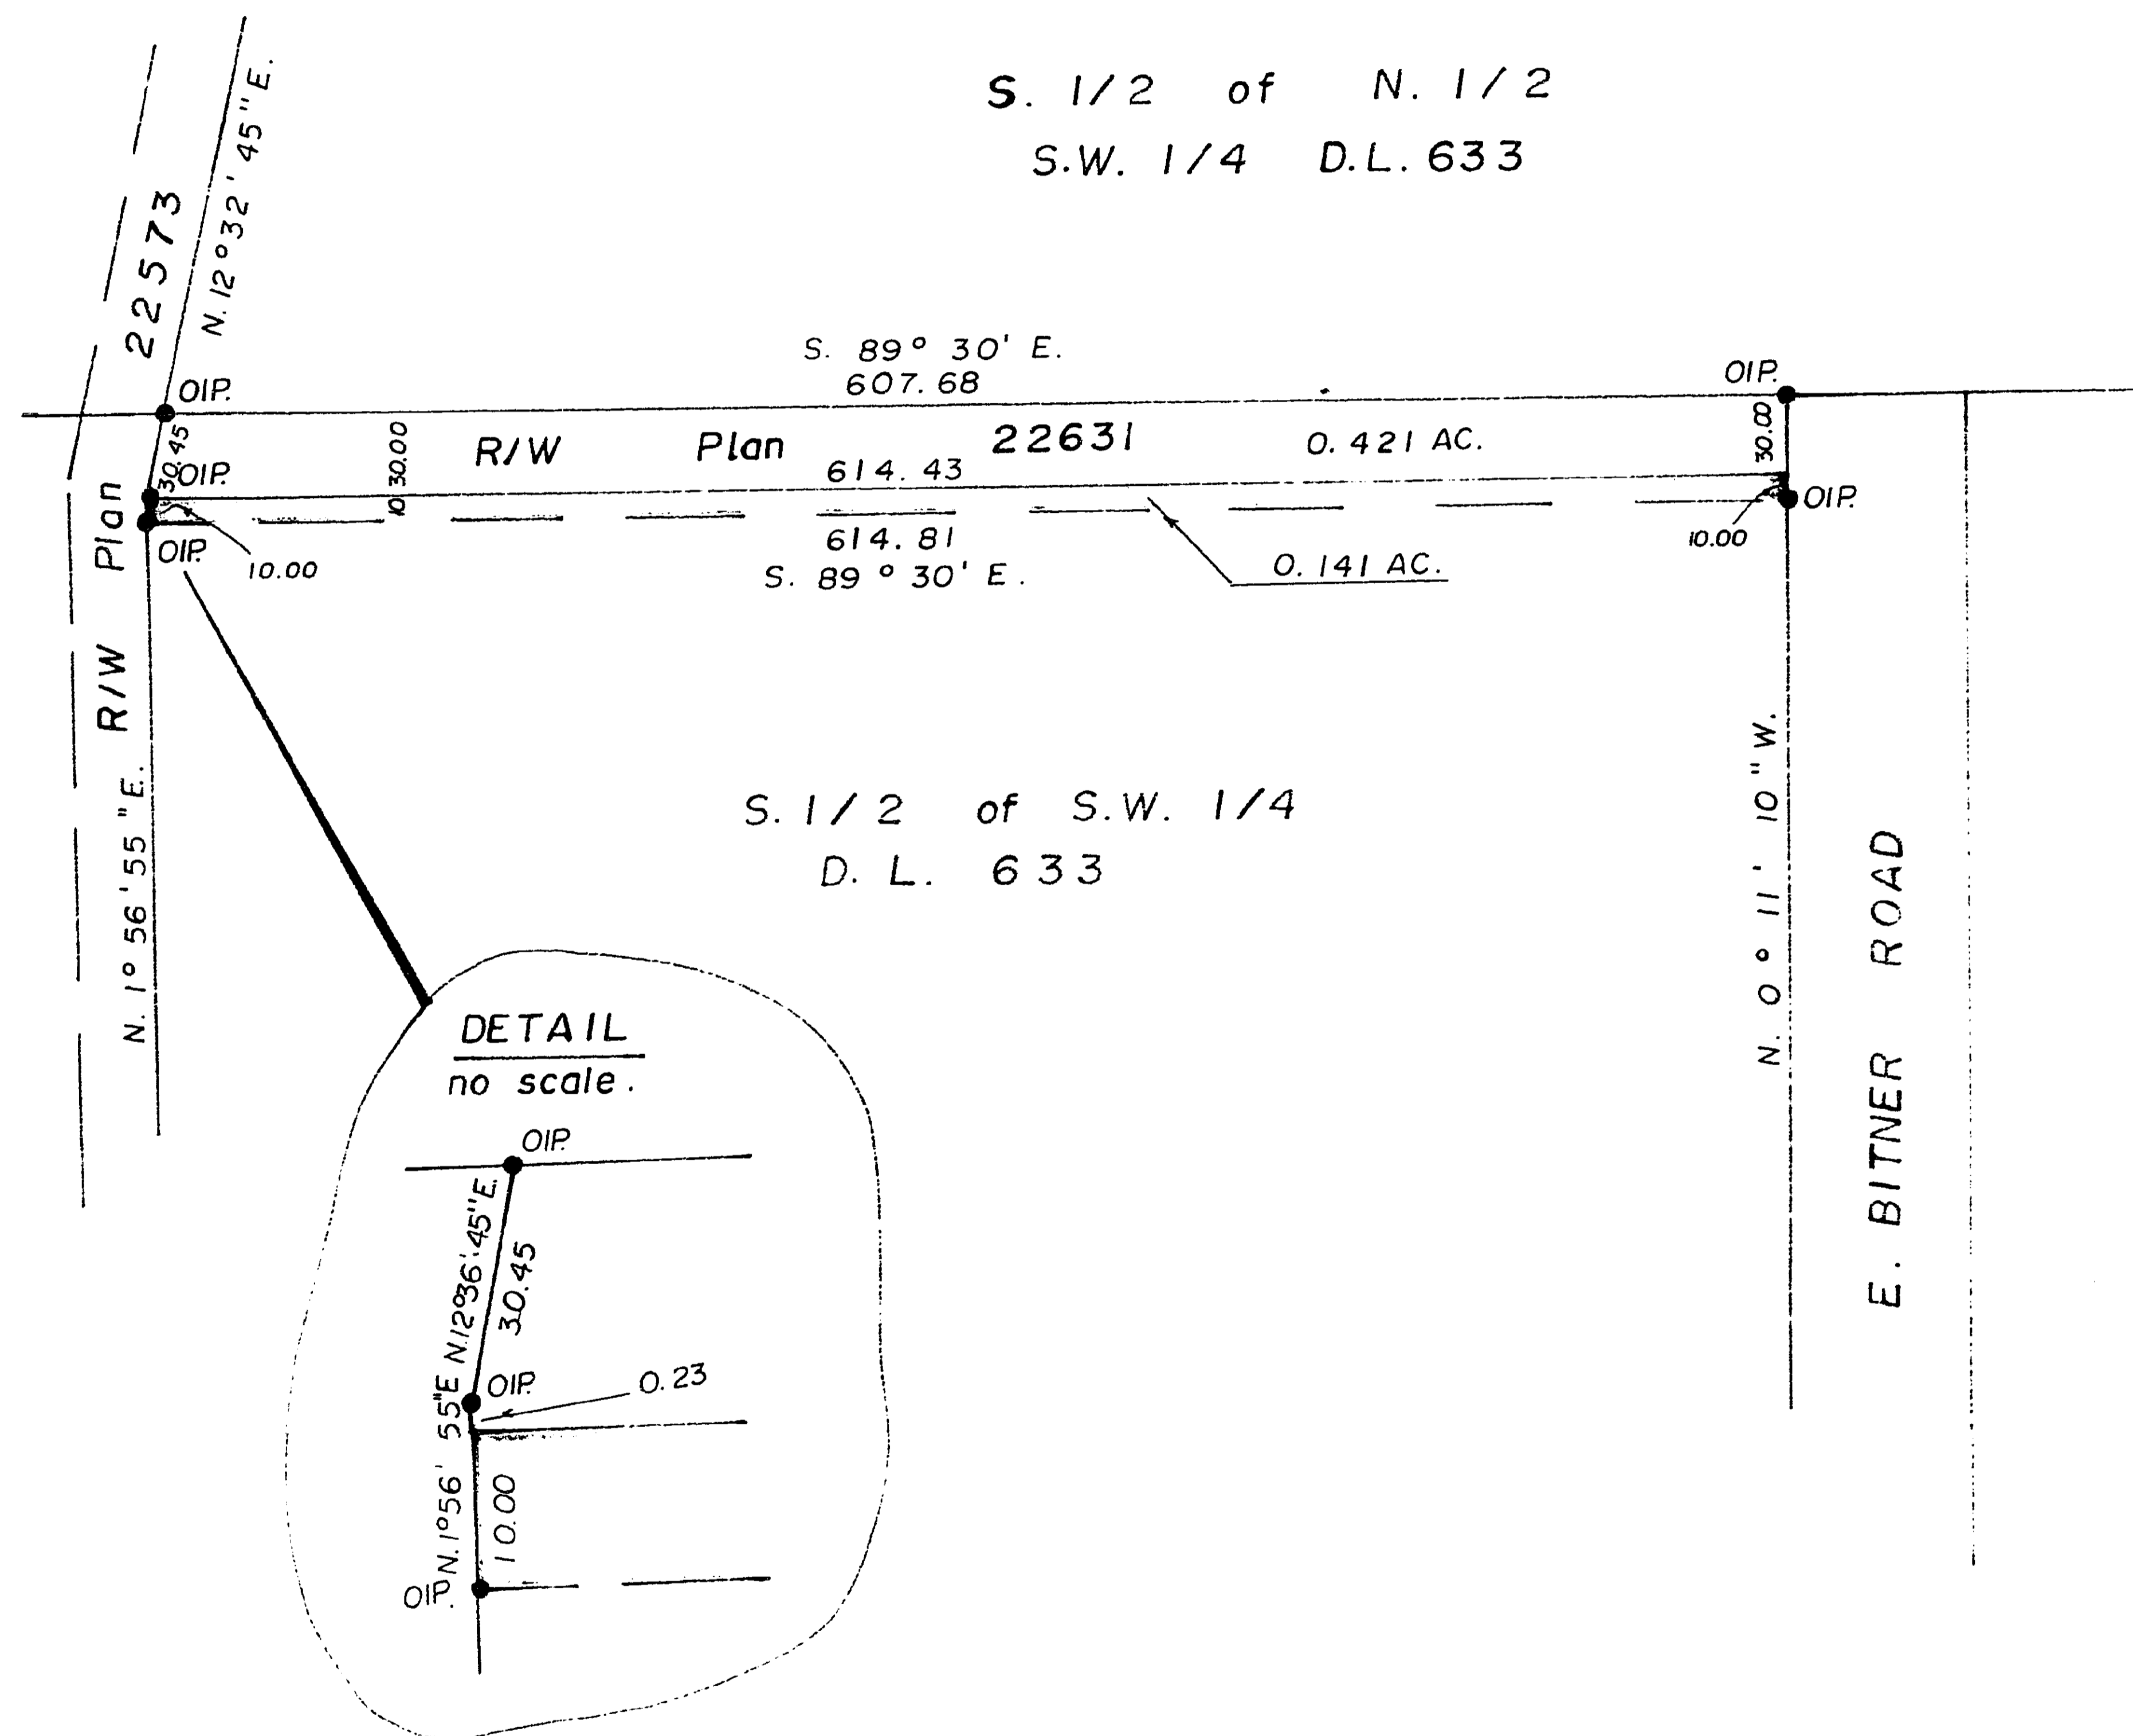 S. 1/2 of N. 1/2
S.W. 1/4 D.L. 633
N. 12° 32' 45" E.
22573
S. 89° 30' E.
607.68
OIP.
OIP.
30.45
OIP.
10 30.00
R/W Plan 22631
0.421 AC.
30.00
614.43
OIP.
10.00
OIP.
10.00
614.81
S. 89° 30' E.
0.141 AC.
R/W Plan
N. 1° 56' 55" E.
S. 1/2 of S.W. 1/4
D. L. 633
N. 0° 11' 10" W.
E. BITNER ROAD
DETAIL
no scale.
OIP.
N. 12° 36' 45" E.
30.45
OIP.
0.23
N. 1° 56' 55" E
10.00
OIP.